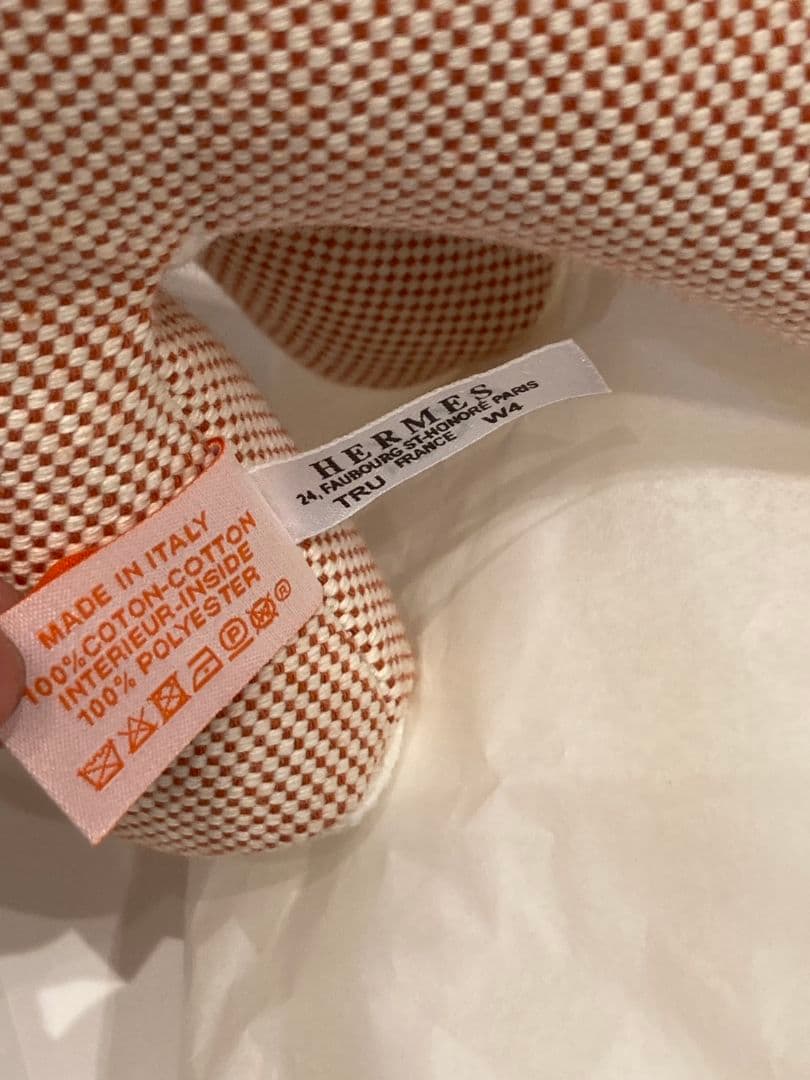 HERMES
24, FAUBOURG ST-HONORÉ PARIS
TRU FRANCE W4
MADE IN ITALY
100%COTON-COTTON
INTERIEUR-INSIDE
100% POLYESTER
P ®